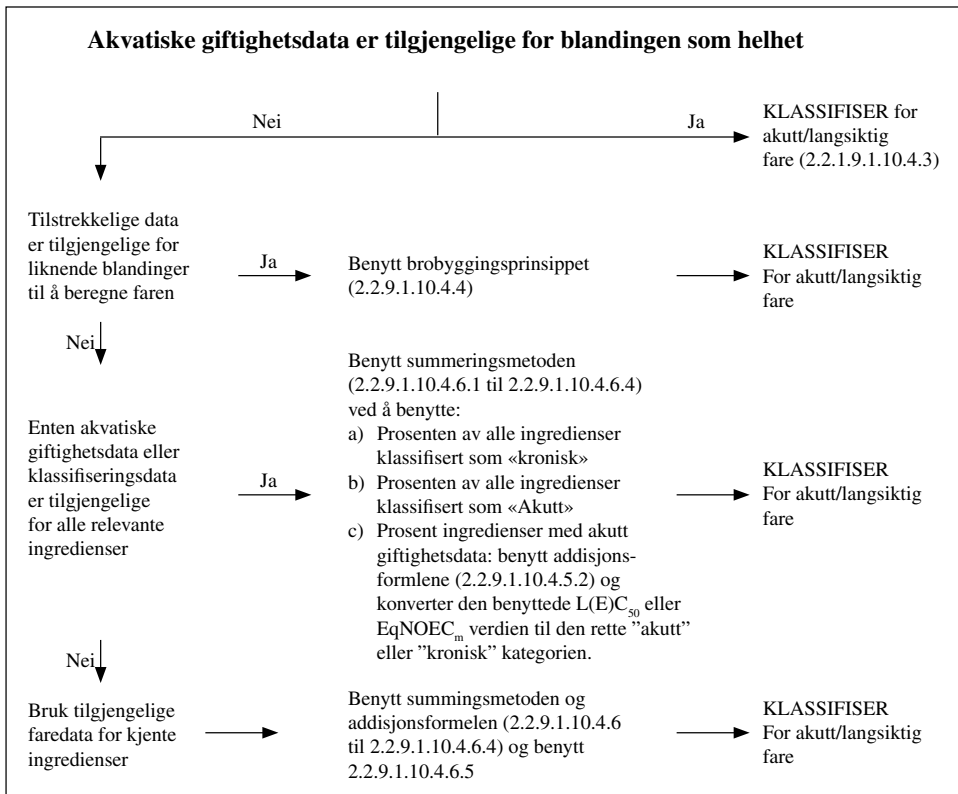 Akvatiske giftighetsdata er tilgjengelige for blandingen som helhet
Nei
Ja
KLASSIFISER for
akutt/langsiktig
fare (2.2.1.9.1.10.4.3)
Tilstrekkelige data
er tilgjengelige for
liknende blandinger
til å beregne faren
Ja
Benytt brobyggingsprinsippet
(2.2.9.1.10.4.4)
KLASSIFISER
For akutt/langsiktig
fare
Nei
Enten akvatiske
giftighetsdata eller
klassifiseringsdata
er tilgjengelige
for alle relevante
ingredienser
Ja
Benytt summeringsmetoden
(2.2.9.1.10.4.6.1 til 2.2.9.1.10.4.6.4)
ved å benytte:
a) Prosenten av alle ingredienser
klassifisert som «kronisk»
b) Prosenten av alle ingredienser
klassifisert som «Akutt»
c) Prosent ingredienser med akutt
giftighetsdata: benytt addisjons-
formlene (2.2.9.1.10.4.5.2) og
konverter den benyttede L(E)C₅₀ eller
EqNOECₘ verdien til den rette ”akutt”
eller ”kronisk” kategorien.
KLASSIFISER
For akutt/langsiktig
fare
Nei
Bruk tilgjengelige
faredata for kjente
ingredienser
Benytt summingsmetoden og
addisjonsformelen (2.2.9.1.10.4.6
til 2.2.9.1.10.4.6.4) og benytt
2.2.9.1.10.4.6.5
KLASSIFISER
For akutt/langsiktig
fare